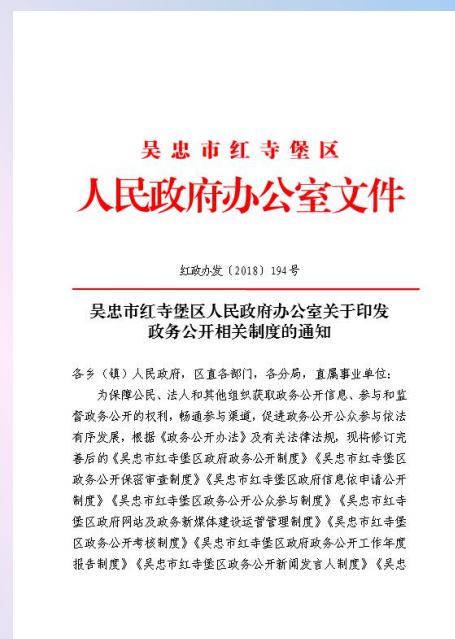 吴忠市红寺堡区
人民政府办公室文件
红政办发〔2018〕194号
吴忠市红寺堡区人民政府办公室关于印发
政务公开相关制度的通知
各乡（镇）人民政府，区直各部门，各分局，直属事业单位：
为保障公民、法人和其他组织获取政务公开信息、参与和监
督政务公开的权利，畅通参与渠道，促进政务公开公众参与依法
有序发展，根据《政务公开办法》及有关法律法规，现将修订完
善后的《吴忠市红寺堡区政府政务公开制度》《吴忠市红寺堡区
政务公开保密审查制度》《吴忠市红寺堡区政府信息依申请公开
制度》《吴忠市红寺堡区政务公开公众参与制度》《吴忠市红寺
堡区政府网站及政务新媒体建设运营管理制度》《吴忠市红寺堡
区政务公开考核制度》《吴忠市红寺堡区政府政务公开工作年度
报告制度》《吴忠市红寺堡区政务公开新闻发言人制度》《吴忠